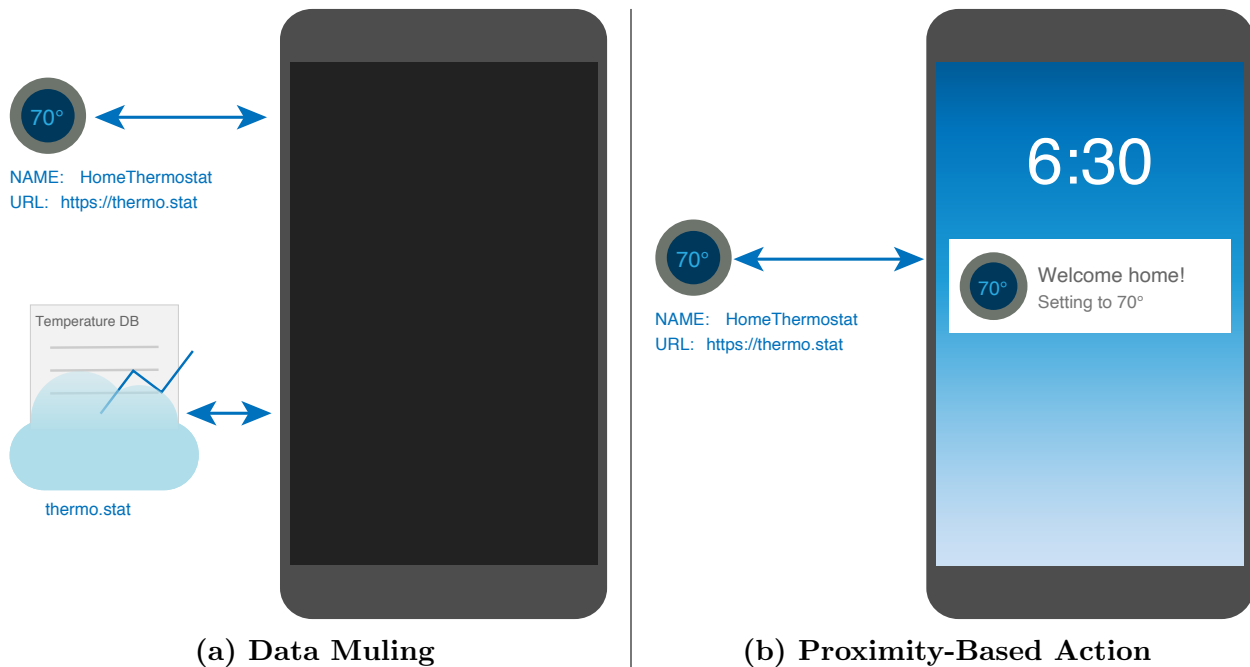 70°
NAME: HomeThermostat
URL: https://thermo.stat
Temperature DB
thermo.stat
(a) Data Muling
70°
NAME: HomeThermostat
URL: https://thermo.stat
6:30
70°
Welcome home!
Setting to 70°
(b) Proximity-Based Action